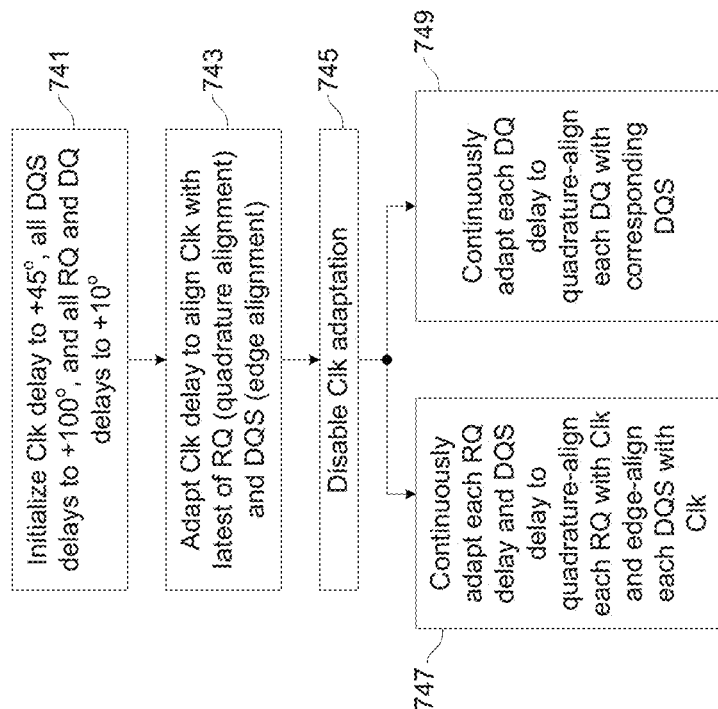 741
Initialize Clk delay to +45°, all DQS
delays to +100°, and all RQ and DQ
delays to +10°
743
Adapt Clk delay to align Clk with
latest of RQ (quadrature alignment)
and DQS (edge alignment)
745
Disable Clk adaptation
747
Continuously
adapt each RQ
delay and DQS
delay to
quadrature-align
each RQ with Clk
and edge-align
each DQS with
Clk
749
Continuously
adapt each DQ
delay to
quadrature-align
each DQ with
corresponding
DQS